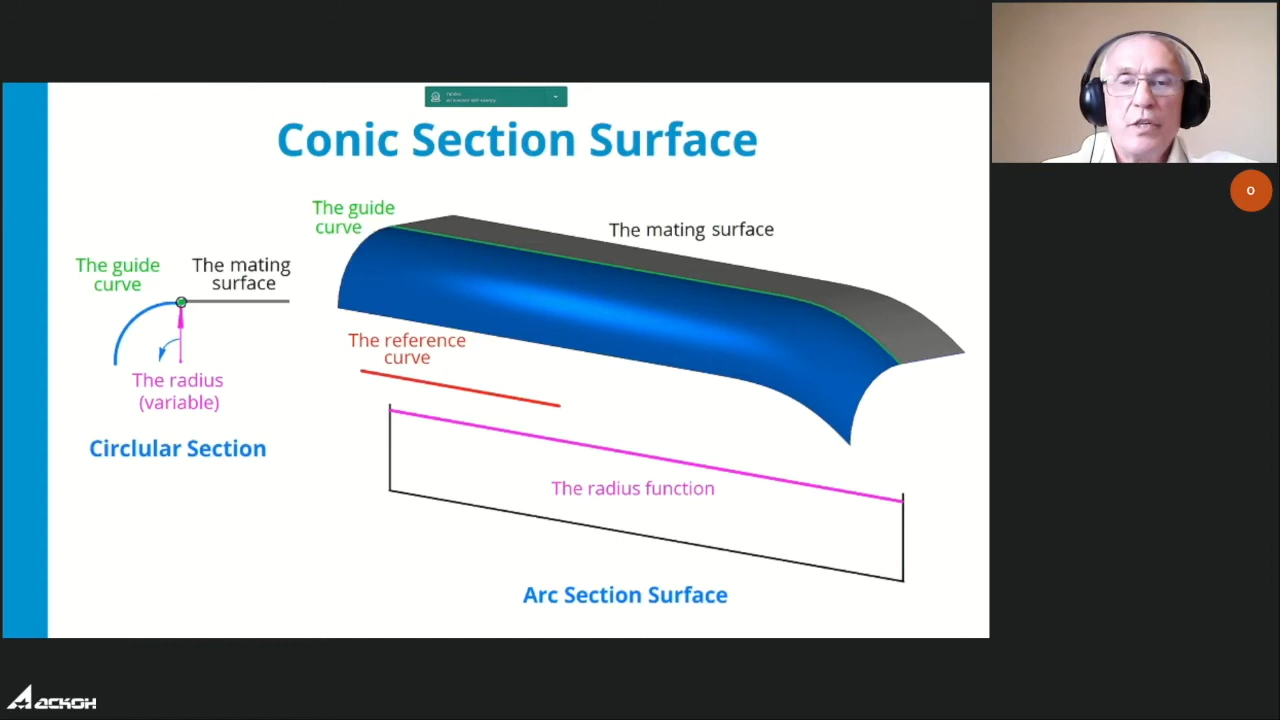 Conic Section Surface
The guide
curve
The mating surface
The guide
curve
The mating
surface
The reference
curve
The radius
(variable)
Circlular Section
The radius function
Arc Section Surface
O
АСКОН